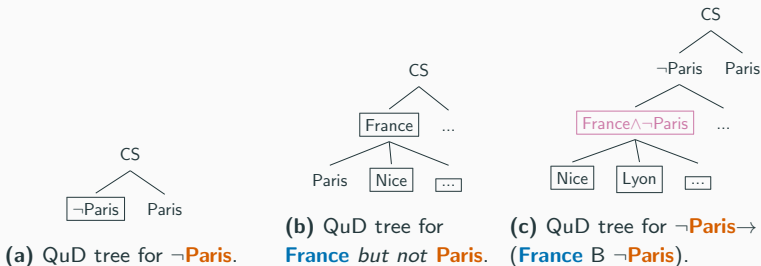 CS
¬Paris Paris
(a) QuD tree for ¬Paris.
CS
France ...
Paris Nice ...
(b) QuD tree for
France but not Paris.
CS
¬Paris Paris
France∧¬Paris ...
Nice Lyon ...
(c) QuD tree for ¬Paris→
(France B ¬Paris).